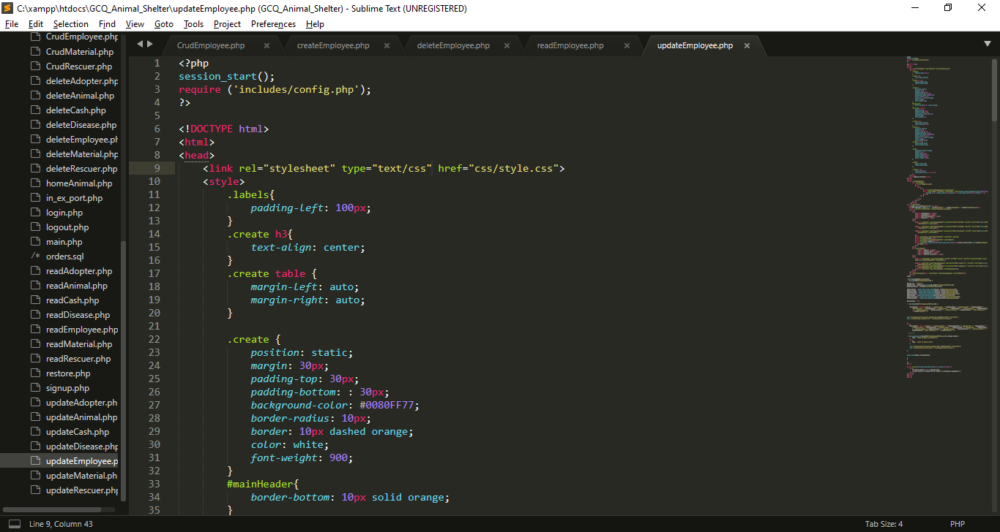 C:\xampp\htdocs\GCQ_Animal_Shelter\updateEmployee.php (GCQ_Animal_Shelter) - Sublime Text (UNREGISTERED)
File Edit Selection Find View Goto Tools Project Preferences Help
CrudEmployee.php
CrudMaterial.php
CrudRescuer.php
deleteAdopter.php
deleteAnimal.php
deleteCash.php
deleteDisease.php
deleteEmployee.ph
deleteMaterial.php
deleteRescuer.php
homeAnimal.php
in_ex_port.php
login.php
logout.php
main.php
/* orders.sql
readAdopter.php
readAnimal.php
readCash.php
readDisease.php
readEmployee.php
readMaterial.php
readRescuer.php
restore.php
signup.php
updateAdopter.ph
updateAnimal.php
updateCash.php
updateDisease.php
updateEmployee.p
updateMaterial.ph
updateRescuer.php
CrudEmployee.php × createEmployee.php × deleteEmployee.php × readEmployee.php × updateEmployee.php ×
1 <?php
2 session_start();
3 require ('includes/config.php');
4 ?>
5
6 <!DOCTYPE html>
7 <html>
8 <head>
9 <link rel="stylesheet" type="text/css" href="css/style.css">
10 <style>
11 .labels{
12 padding-left: 100px;
13 }
14 .create h3{
15 text-align: center;
16 }
17 .create table {
18 margin-left: auto;
19 margin-right: auto;
20 }
21
22 .create {
23 position: static;
24 margin: 30px;
25 padding-top: 30px;
26 padding-bottom: : 30px;
27 background-color: #0080FF77;
28 border-radius: 10px;
29 border: 10px dashed orange;
30 color: white;
31 font-weight: 900;
32 }
33 #mainHeader{
34 border-bottom: 10px solid orange;
35 }
Line 9, Column 43 Tab Size: 4 PHP